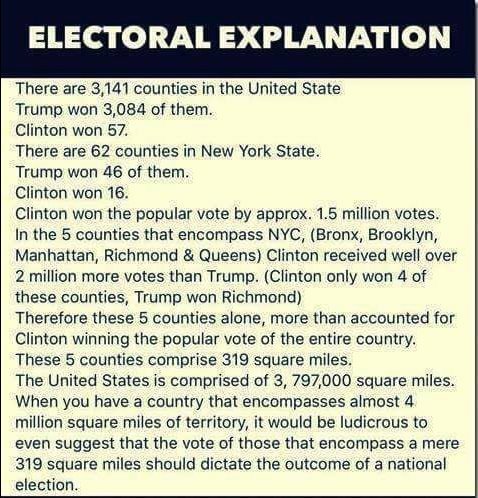 ELECTORAL EXPLANATION
There are 3,141 counties in the United State
Trump won 3,084 of them.
Clinton won 57.
There are 62 counties in New York State.
Trump won 46 of them.
Clinton won 16.
Clinton won the popular vote by approx. 1.5 million votes.
In the 5 counties that encompass NYC, (Bronx, Brooklyn,
Manhattan, Richmond & Queens) Clinton received well over
2 million more votes than Trump. (Clinton only won 4 of
these counties, Trump won Richmond)
Therefore these 5 counties alone, more than accounted for
Clinton winning the popular vote of the entire country.
These 5 counties comprise 319 square miles.
The United States is comprised of 3, 797,000 square miles.
When you have a country that encompasses almost 4
million square miles of territory, it would be ludicrous to
even suggest that the vote of those that encompass a mere
319 square miles should dictate the outcome of a national
election.